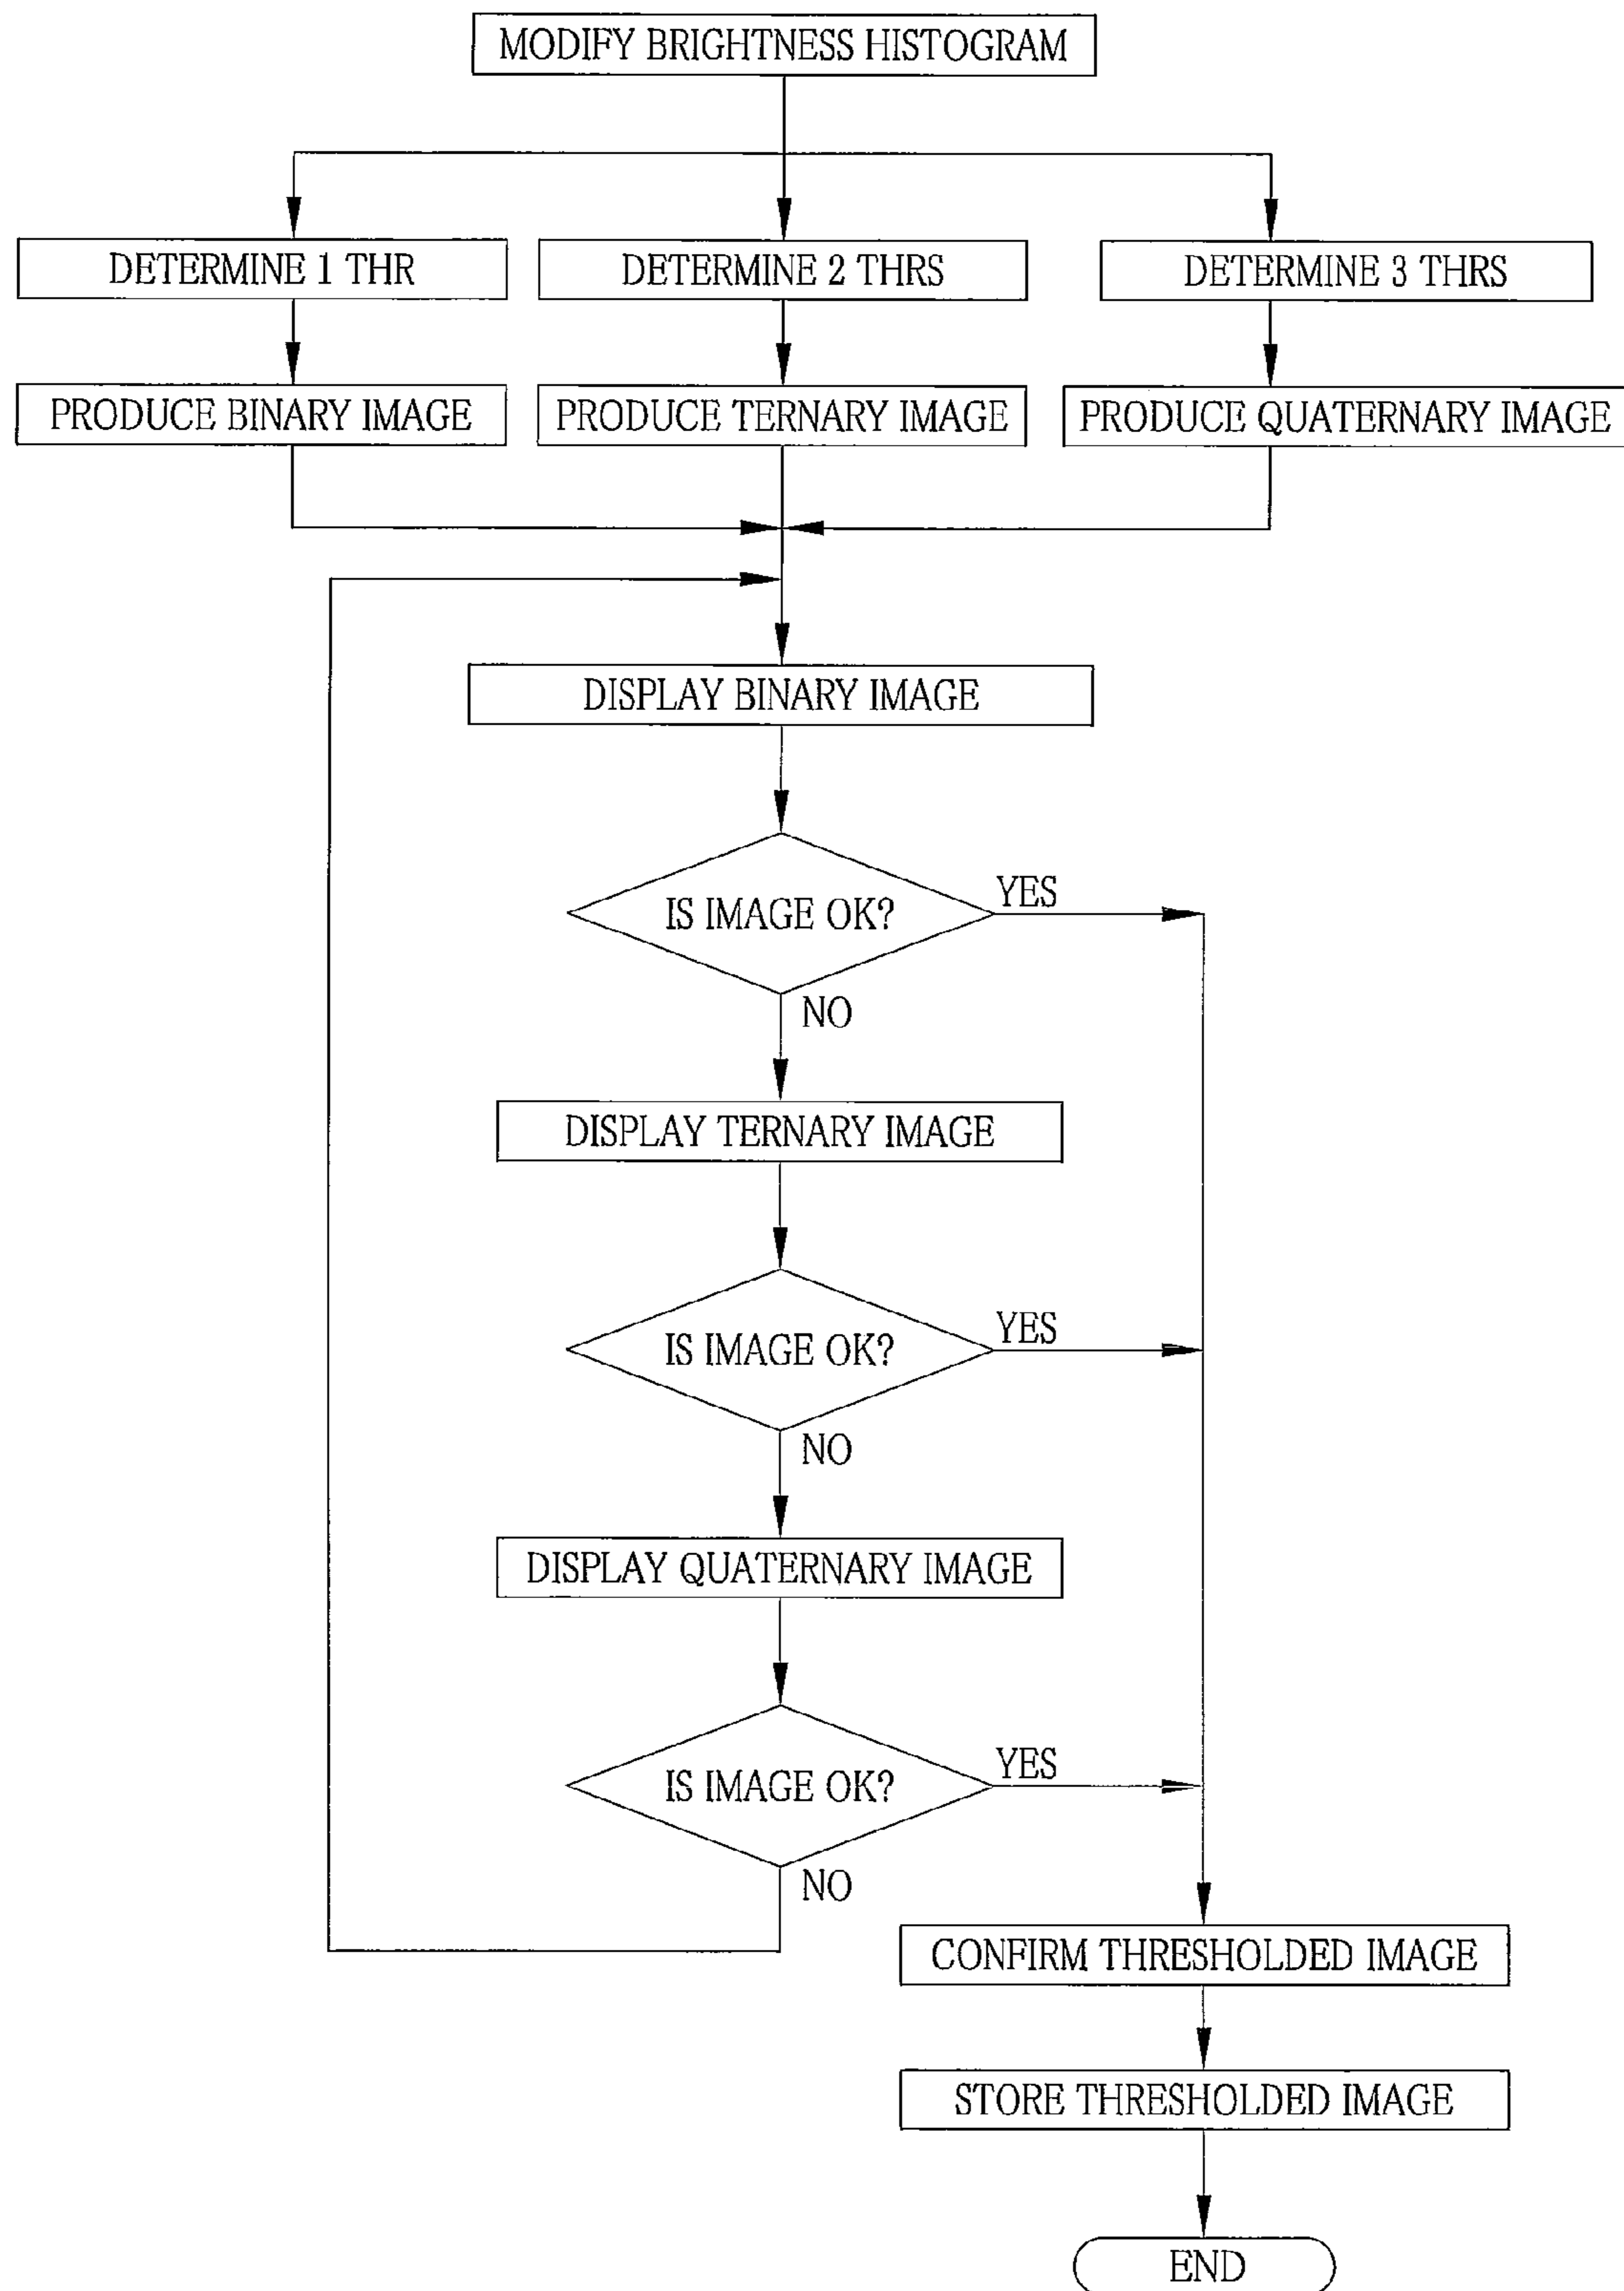 MODIFY BRIGHTNESS HISTOGRAM
DETERMINE 1 THR
DETERMINE 2 THRS
DETERMINE 3 THRS
PRODUCE BINARY IMAGE
PRODUCE TERNARY IMAGE
PRODUCE QUATERNARY IMAGE
DISPLAY BINARY IMAGE
IS IMAGE OK?
YES
NO
DISPLAY TERNARY IMAGE
IS IMAGE OK?
YES
NO
DISPLAY QUATERNARY IMAGE
IS IMAGE OK?
YES
NO
CONFIRM THRESHOLDED IMAGE
STORE THRESHOLDED IMAGE
END